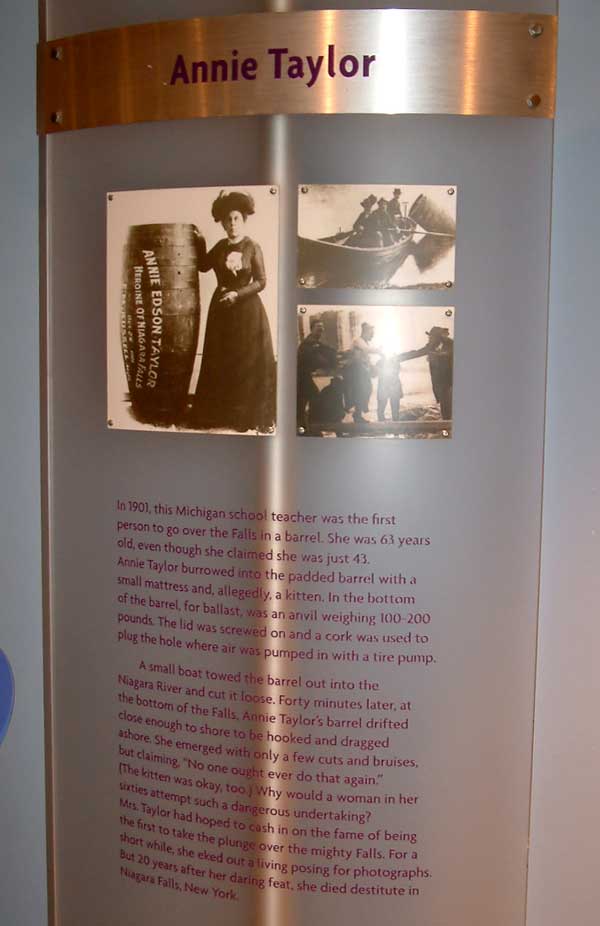 Annie Taylor
ANNIE EDSON TAYLOR
HEROINE OF NIAGARA FALLS
In 1901, this Michigan school teacher was the first
person to go over the Falls in a barrel. She was 63 years
old, even though she claimed she was just 43.
Annie Taylor burrowed into the padded barrel with a
small mattress and, allegedly, a kitten. In the bottom
of the barrel, for ballast, was an anvil weighing 100-200
pounds. The lid was screwed on and a cork was used to
plug the hole where air was pumped in with a tire pump.
A small boat towed the barrel out into the
Niagara River and cut it loose. Forty minutes later, at
the bottom of the Falls, Annie Taylor's barrel drifted
close enough to shore to be hooked and dragged
ashore. She emerged with only a few cuts and bruises,
but claiming, "No one ought ever do that again."
(The kitten was okay, too.) Why would a woman in her
sixties attempt such a dangerous undertaking?
Mrs. Taylor had hoped to cash in on the fame of being
the first to take the plunge over the mighty Falls. For a
short while, she eked out a living posing for photographs.
But 20 years after her daring feat, she died destitute in
Niagara Falls, New York.